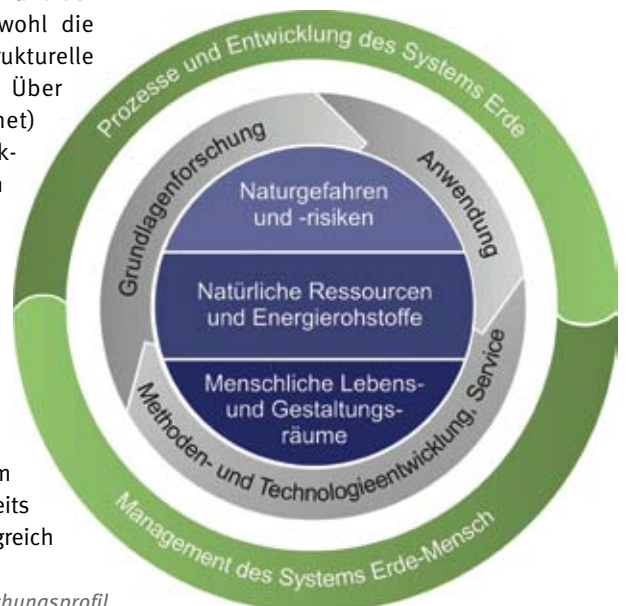 wohl die
rukturelle
Über
net)
k-
m
eits
greich
chungsprofil
Prozesse und Entwicklung des Systems Erde
Grundlagenforschung
Anwendung
Naturgefahren
und -risiken
Natürliche Ressourcen
und Energierohstoffe
Menschliche Lebens-
und Gestaltungs-
räume
Methoden- und Technologieentwicklung, Service
Management des Systems Erde-Mensch